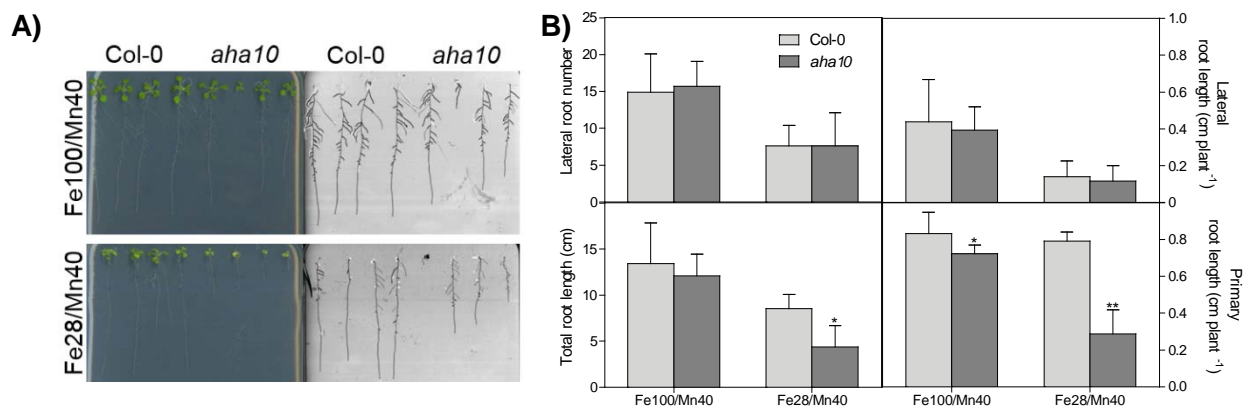 A)
Col-0 aha10 Col-0 aha10
Fe100/Mn40
Fe28/Mn40
B)
Lateral root number
25
20
15
10
5
0
Col-0
aha10
Lateral
root length (cm plant -1)
1.0
0.8
0.6
0.4
0.2
0
Total root length (cm)
15
10
5
0
* * **
Primary
root length (cm plant -1)
0.8
0.6
0.4
0.2
0.0
Fe100/Mn40 Fe28/Mn40 Fe100/Mn40 Fe28/Mn40